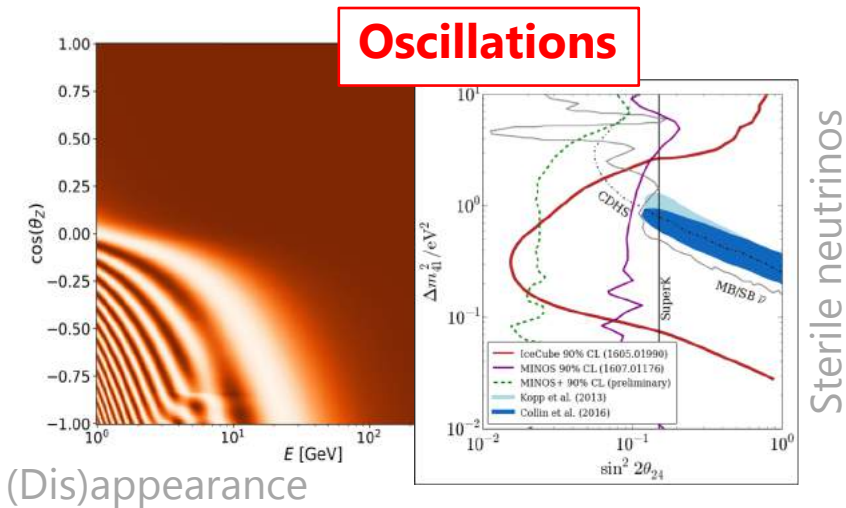 Oscillations
1.00
0.75
0.50
0.25
0.00
−0.25
−0.50
−0.75
−1.00
cos(θ_Z)
10⁰
10¹
10²
E [GeV]
(Dis)appearance
10¹
10⁰
10⁻¹
10⁻²
Δm²₄₁/eV²
CDHS
SuperK
MB/SB ν̄
IceCube 90% CL (1605.01990)
MINOS 90% CL (1607.01176)
MINOS+ 90% CL (preliminary)
Kopp et al. (2013)
Collin et al. (2016)
10⁻²
10⁻¹
10⁰
sin² 2θ₂₄
Sterile neutrinos